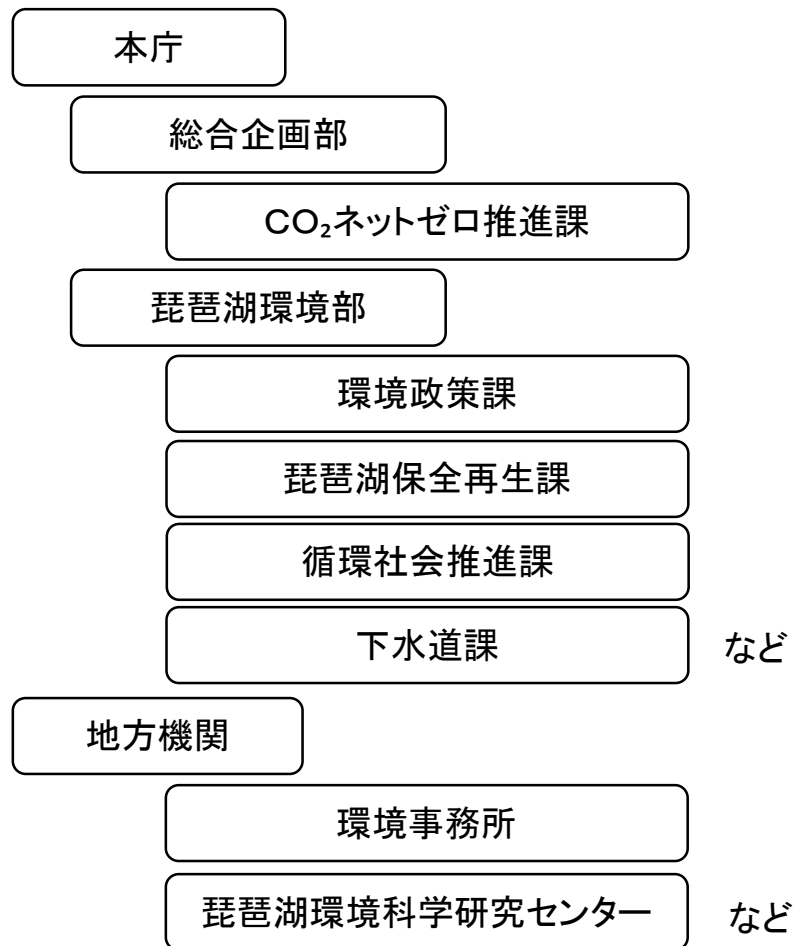 本庁
総合企画部
CO₂ネットゼロ推進課
琵琶湖環境部
環境政策課
琵琶湖保全再生課
循環社会推進課
下水道課 など
地方機関
環境事務所
琵琶湖環境科学研究センター など